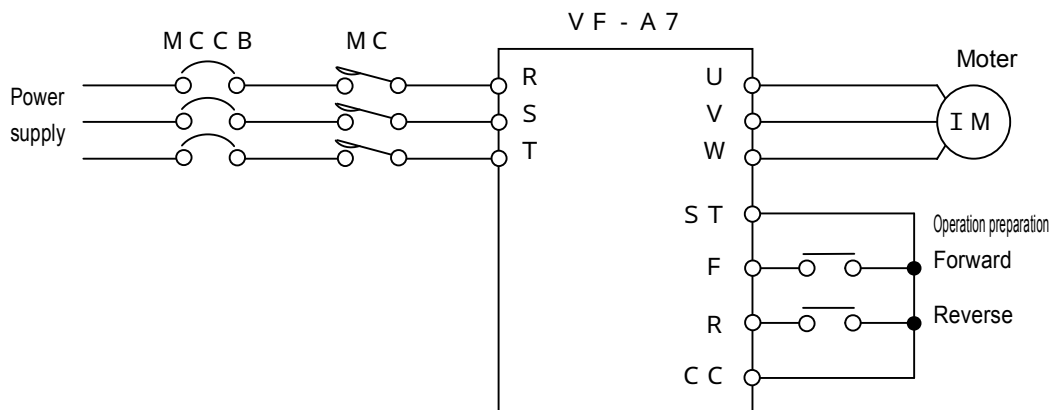 VF-A7
MCCB
MC
Power
supply
R
S
T
U
V
W
Moter
IM
ST
Operation preparation
F
Forward
R
Reverse
CC